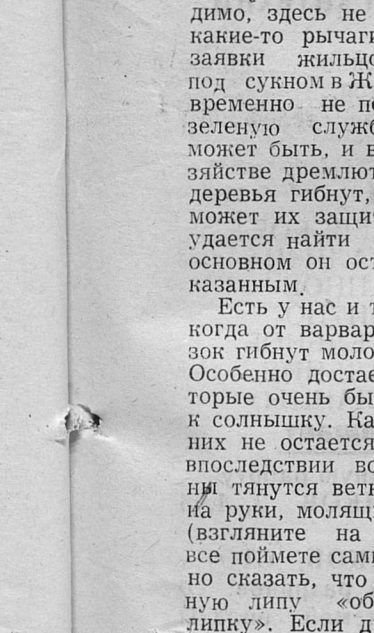 димо, здесь не
какие-то рычаги
заявки жильцо
под сукном в Ж
временно не п
зеленую служб
может быть, и в
зяйстве дремлют
деревья гибнут,
может их защи
удается найти
основном он ост
казанным.
Есть у нас и т
когда от варвар
зок гибнут моло
Особенно достае
торые очень бы
к солнышку. Ка
них не остается
впоследствии во
ны тянутся ветк
на руки, молящ
(взгляните на
все поймете сами
но сказать, что
ную липу «об
липку». Если д